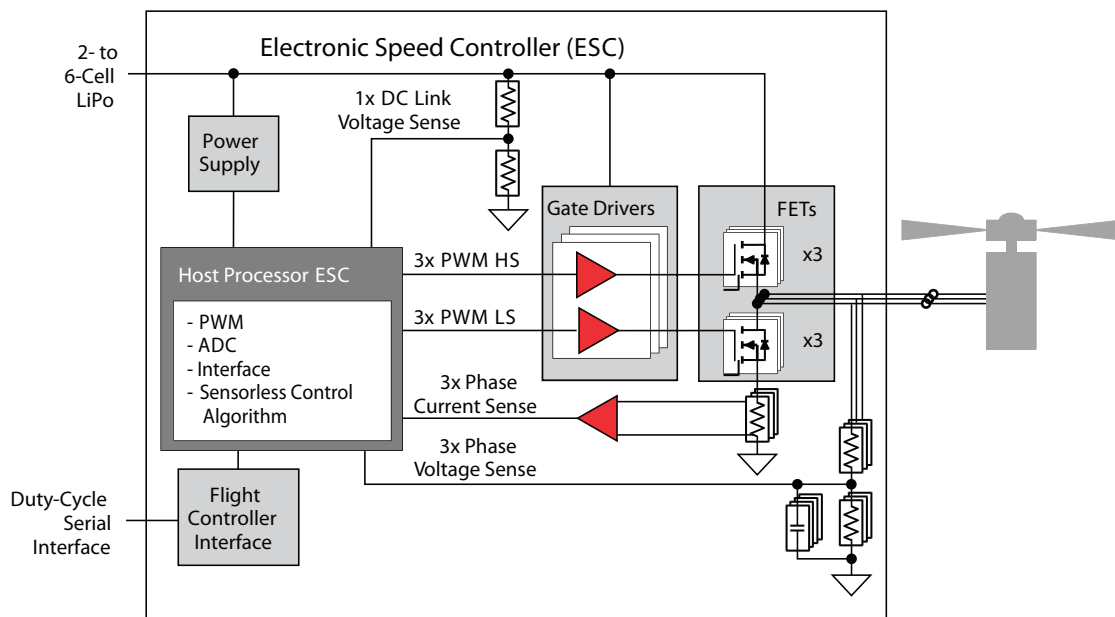 Electronic Speed Controller (ESC)
2- to
6-Cell
LiPo
1x DC Link
Voltage Sense
Power
Supply
Gate Drivers
FETs
x3
Host Processor ESC
3x PWM HS
- PWM
- ADC
- Interface
- Sensorless Control
Algorithm
3x PWM LS
x3
3x Phase
Current Sense
3x Phase
Voltage Sense
Duty-Cycle
Serial
Interface
Flight
Controller
Interface